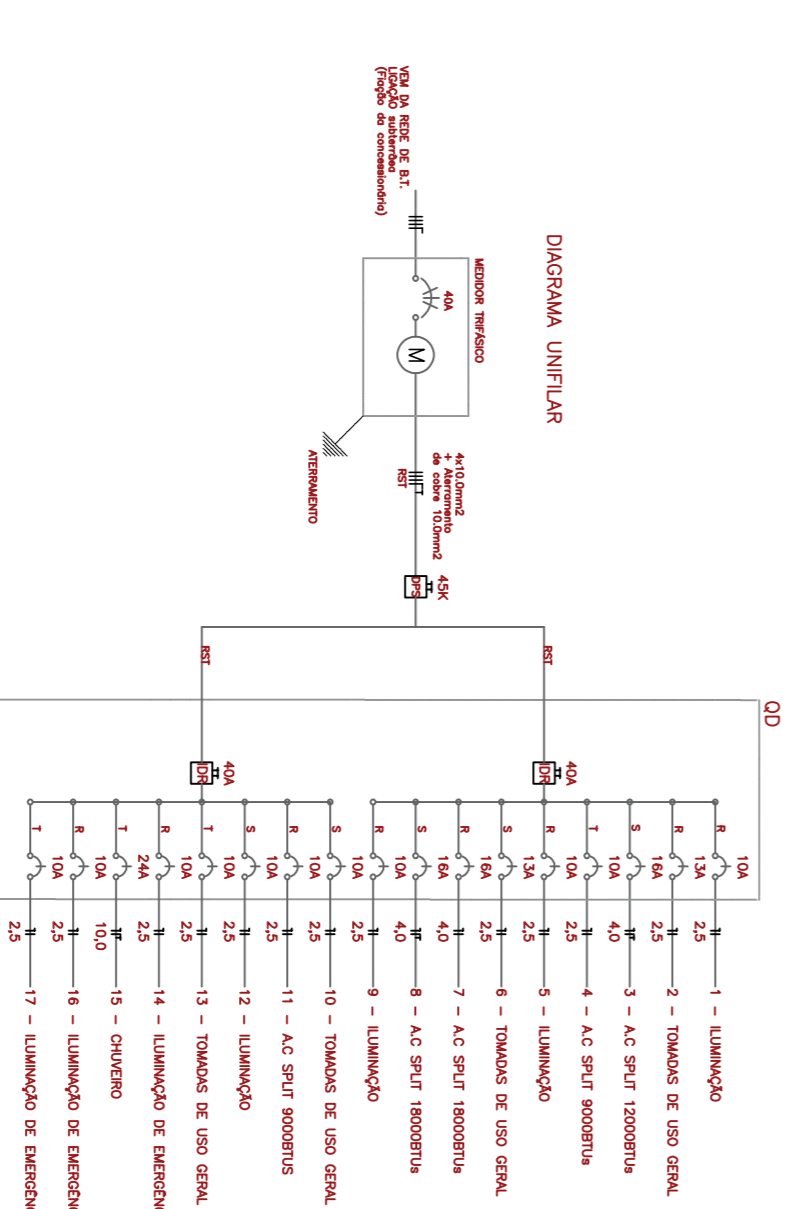 QD
DIAGRAMA UNIFILAR
VEM DA REDE DE B.T.
LIGAÇÃO subterrâea
(Fiação da concessionária)
MEDIDOR TRIFÁSICO
40A
M
ATERRAMENTO
4x10.0mm2
+ Aterramento
de cobre 10.0mm2
RST
45K
DPS
RST
40A
IDR
RST
40A
IDR
R 10A 2,5 1 - ILUMINAÇÃO
R 13A 2,5 2 - TOMADAS DE USO GERAL
S 16A 4,0 3 - A.C SPLIT 12000BTUs
T 10A 2,5 4 - A.C SPLIT 9000BTUs
R 10A 2,5 5 - ILUMINAÇÃO
S 13A 2,5 6 - TOMADAS DE USO GERAL
R 16A 4,0 7 - A.C SPLIT 18000BTUs
S 16A 4,0 8 - A.C SPLIT 18000BTUs
R 10A 2,5 9 - ILUMINAÇÃO
S 10A 2,5 10 - TOMADAS DE USO GERAL
R 10A 2,5 11 - A.C SPLIT 9000BTUS
S 10A 2,5 12 - ILUMINAÇÃO
T 10A 2,5 13 - TOMADAS DE USO GERAL
R 10A 2,5 14 - ILUMINAÇÃO DE EMERGÊN
T 24A 10,0 15 - CHUVEIRO
R 10A 2,5 16 - ILUMINAÇÃO DE EMERGÊN
T 10A 2,5 17 - ILUMINAÇÃO DE EMERGÊN